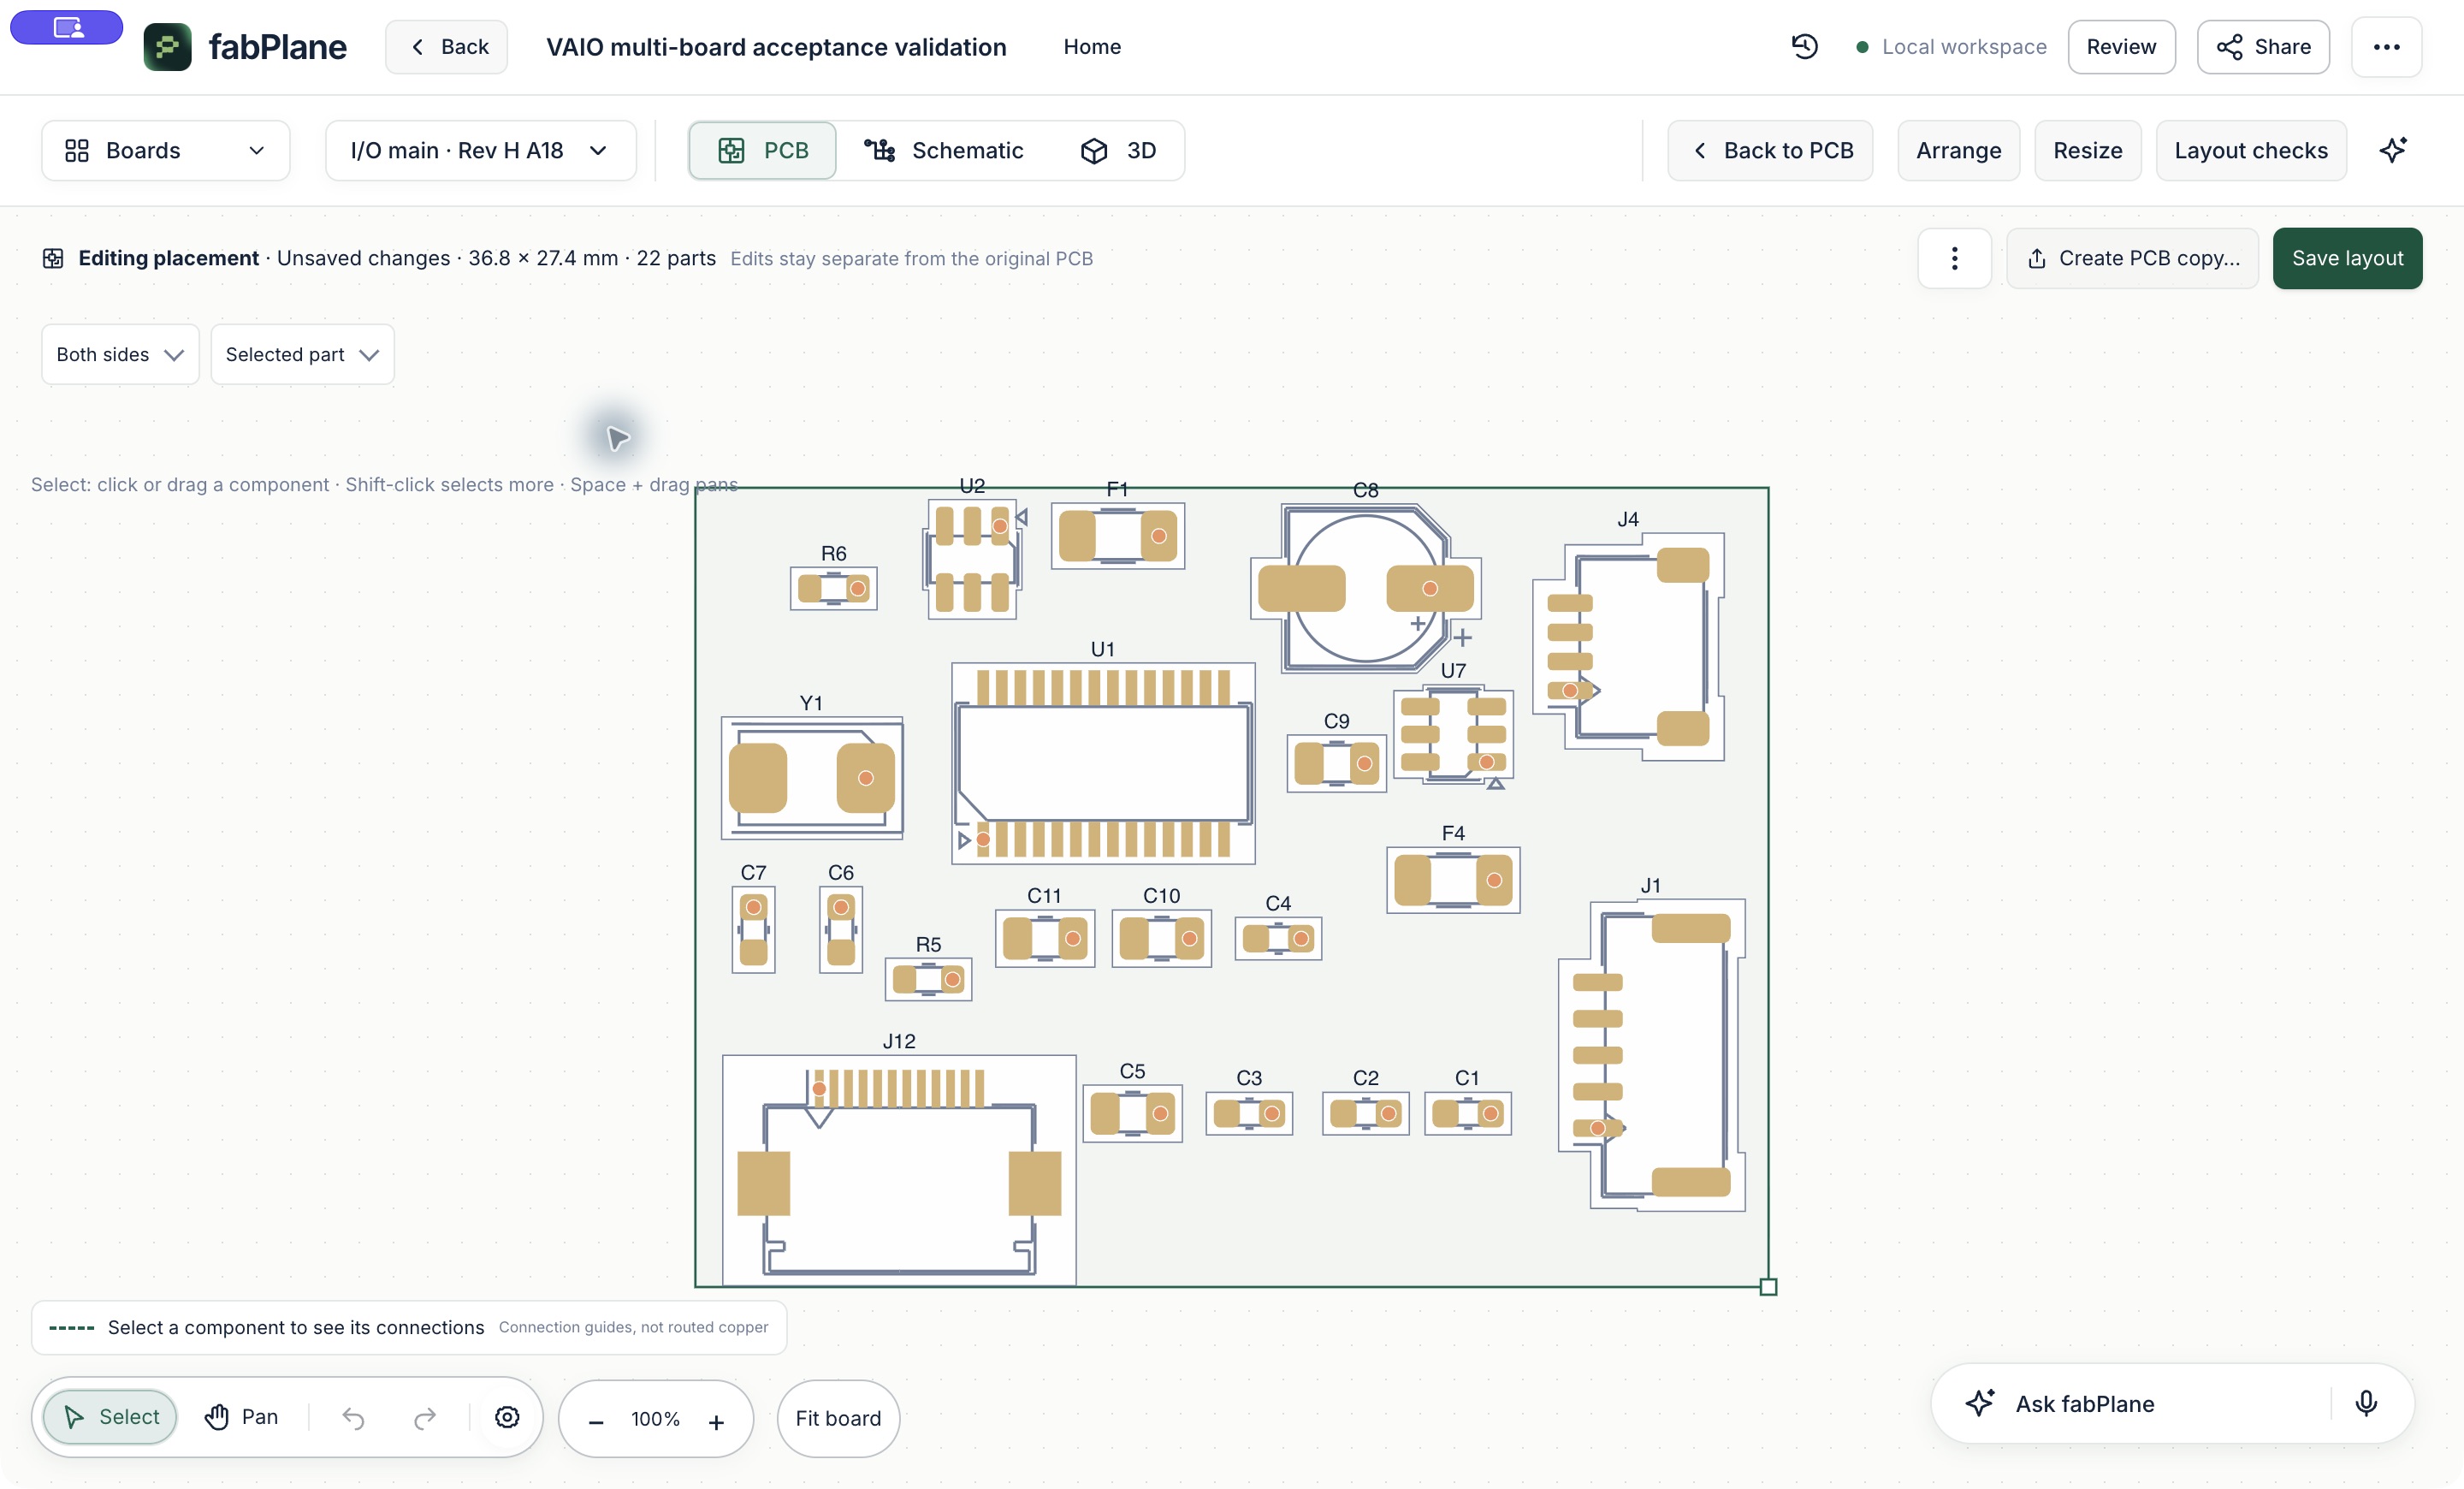 fabPlane
Back
VAIO multi-board acceptance validation
Home
Local workspace
Review
Share
Boards
I/O main · Rev H A18
PCB
Schematic
3D
Back to PCB
Arrange
Resize
Layout checks
Editing placement · Unsaved changes · 36.8 × 27.4 mm · 22 parts
Edits stay separate from the original PCB
Create PCB copy...
Save layout
Both sides
Selected part
Select: click or drag a component · Shift-click selects more · Space + drag pans
U2
F1
C8
J4
R6
U1
U7
Y1
C9
F4
C7
C6
C11
C10
C4
J1
R5
J12
C5
C3
C2
C1
Select a component to see its connections
Connection guides, not routed copper
Select
Pan
100%
Fit board
Ask fabPlane